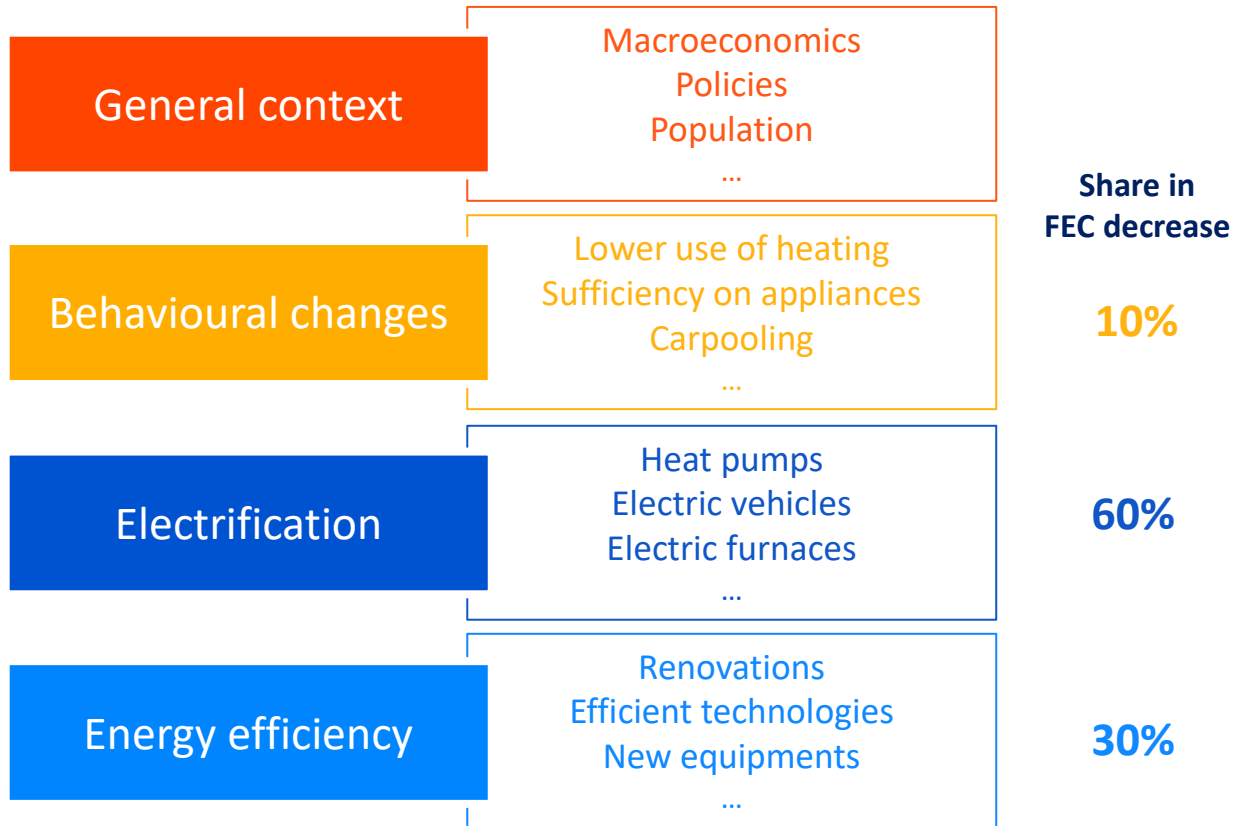 General context
Macroeconomics
Policies
Population
...
Share in
FEC decrease
Behavioural changes
Lower use of heating
Sufficiency on appliances
Carpooling
...
10%
Electrification
Heat pumps
Electric vehicles
Electric furnaces
...
60%
Energy efficiency
Renovations
Efficient technologies
New equipments
...
30%